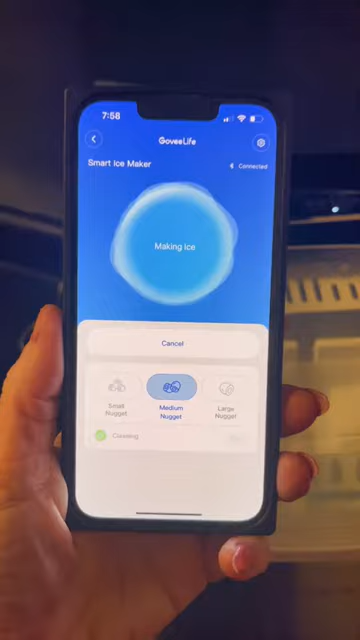 7:58
GoveeLife
Smart Ice Maker
Connected
Making Ice
Cancel
Small
Nugget
Medium
Nugget
Large
Nugget
Cleaning